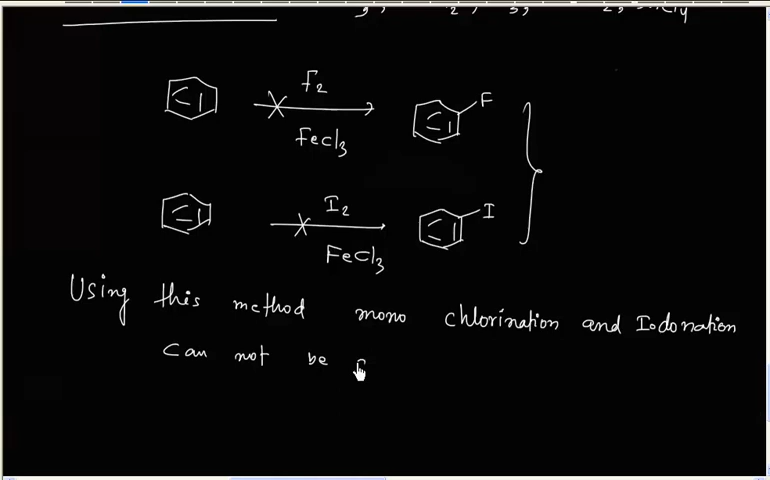 F2
F
FeCl3
I2
I
FeCl3
Using this method mono chlorination and Iodonation
Can not be